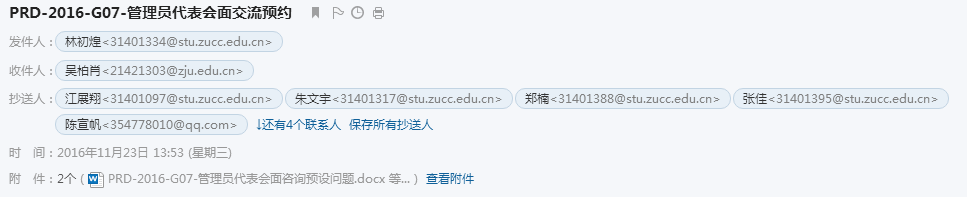 PRD-2016-G07-管理员代表会面交流预约
发件人：林初煌<31401334@stu.zucc.edu.cn>
收件人：吴柏肖<21421303@zju.edu.cn>
抄送人：江展翔<31401097@stu.zucc.edu.cn> 朱文宇<31401317@stu.zucc.edu.cn> 郑楠<31401388@stu.zucc.edu.cn> 张佳<31401395@stu.zucc.edu.cn>
陈宣帆<354778010@qq.com> ↓还有4个联系人 保存所有抄送人
时 间：2016年11月23日 13:53 (星期三)
附 件：2个 ( PRD-2016-G07-管理员代表会面咨询预设问题.docx 等... ) 查看附件